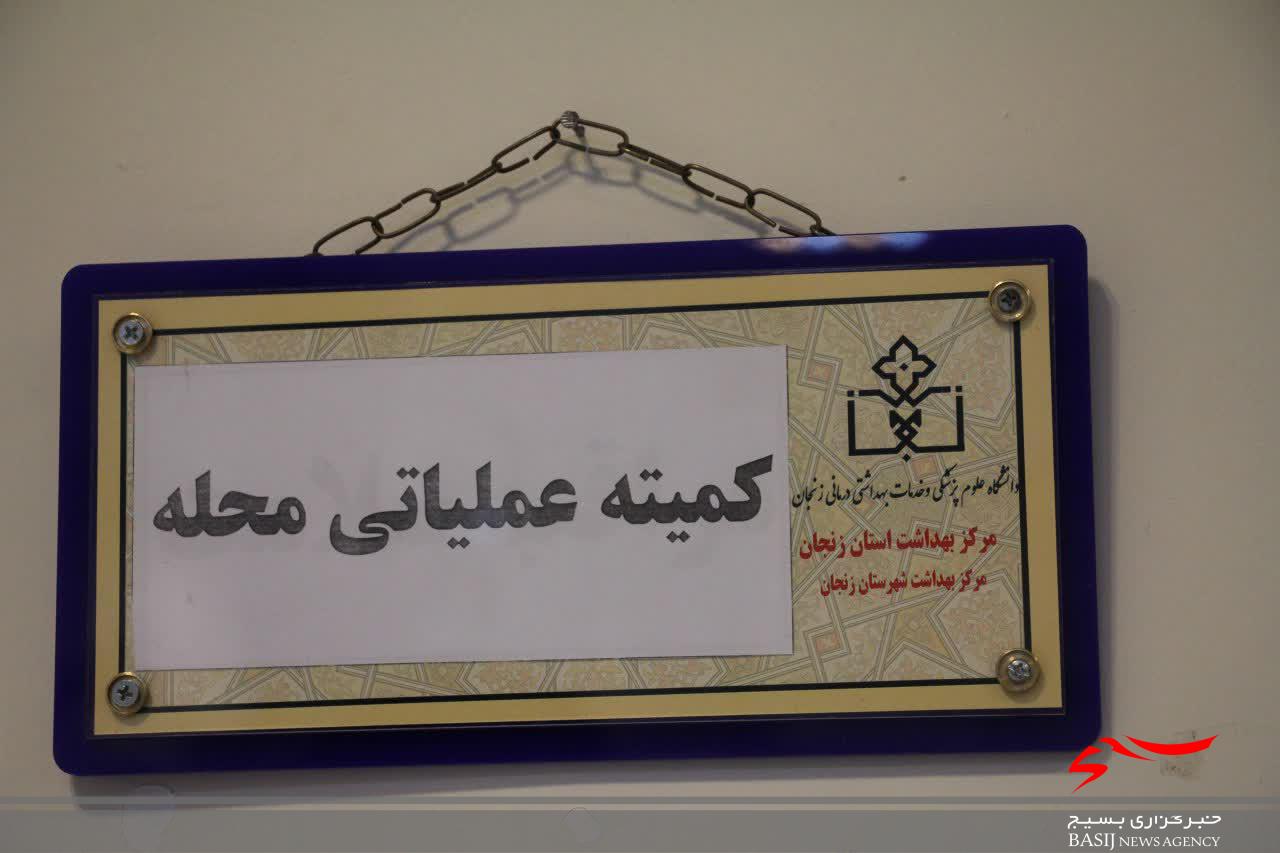 دانشگاه علوم پزشکی و خدمات بهداشتی درمانی زنجان
مرکز بهداشت استان زنجان
مرکز بهداشت شهرستان زنجان
کمیته عملیاتی محله
بسیج
خبرگزاری بسیج
BASIJ NEWS AGENCY